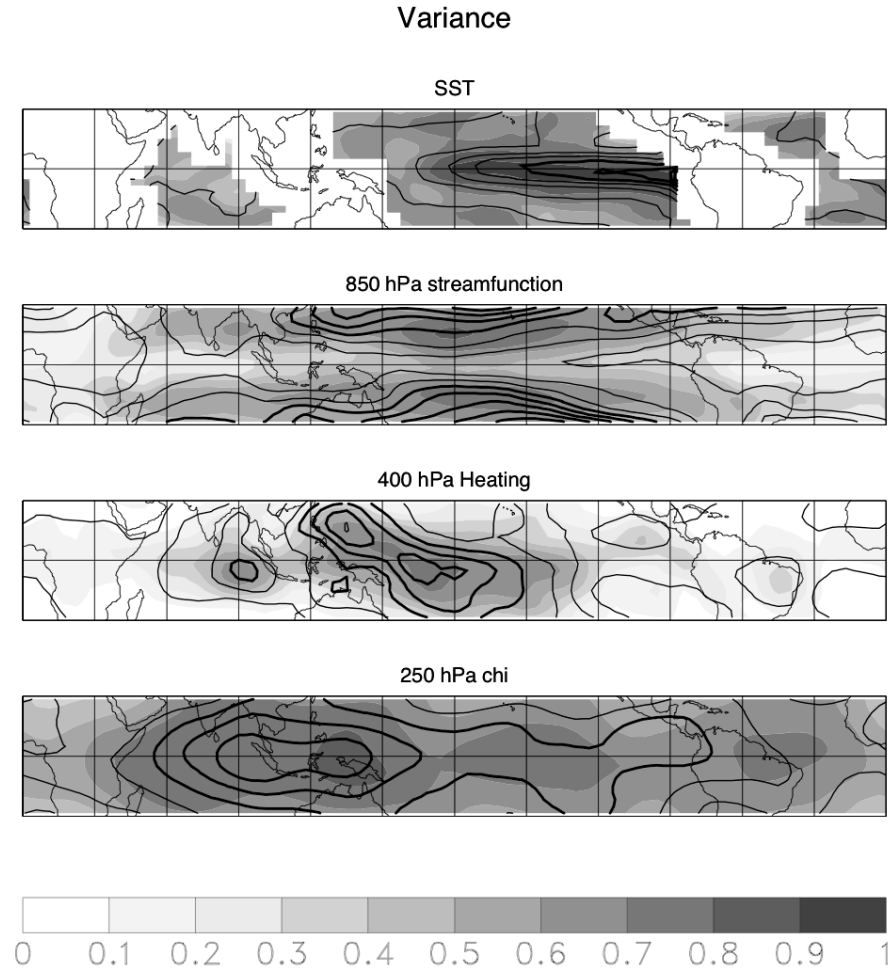 Variance
SST
850 hPa streamfunction
400 hPa Heating
250 hPa chi
0 0.1 0.2 0.3 0.4 0.5 0.6 0.7 0.8 0.9 1